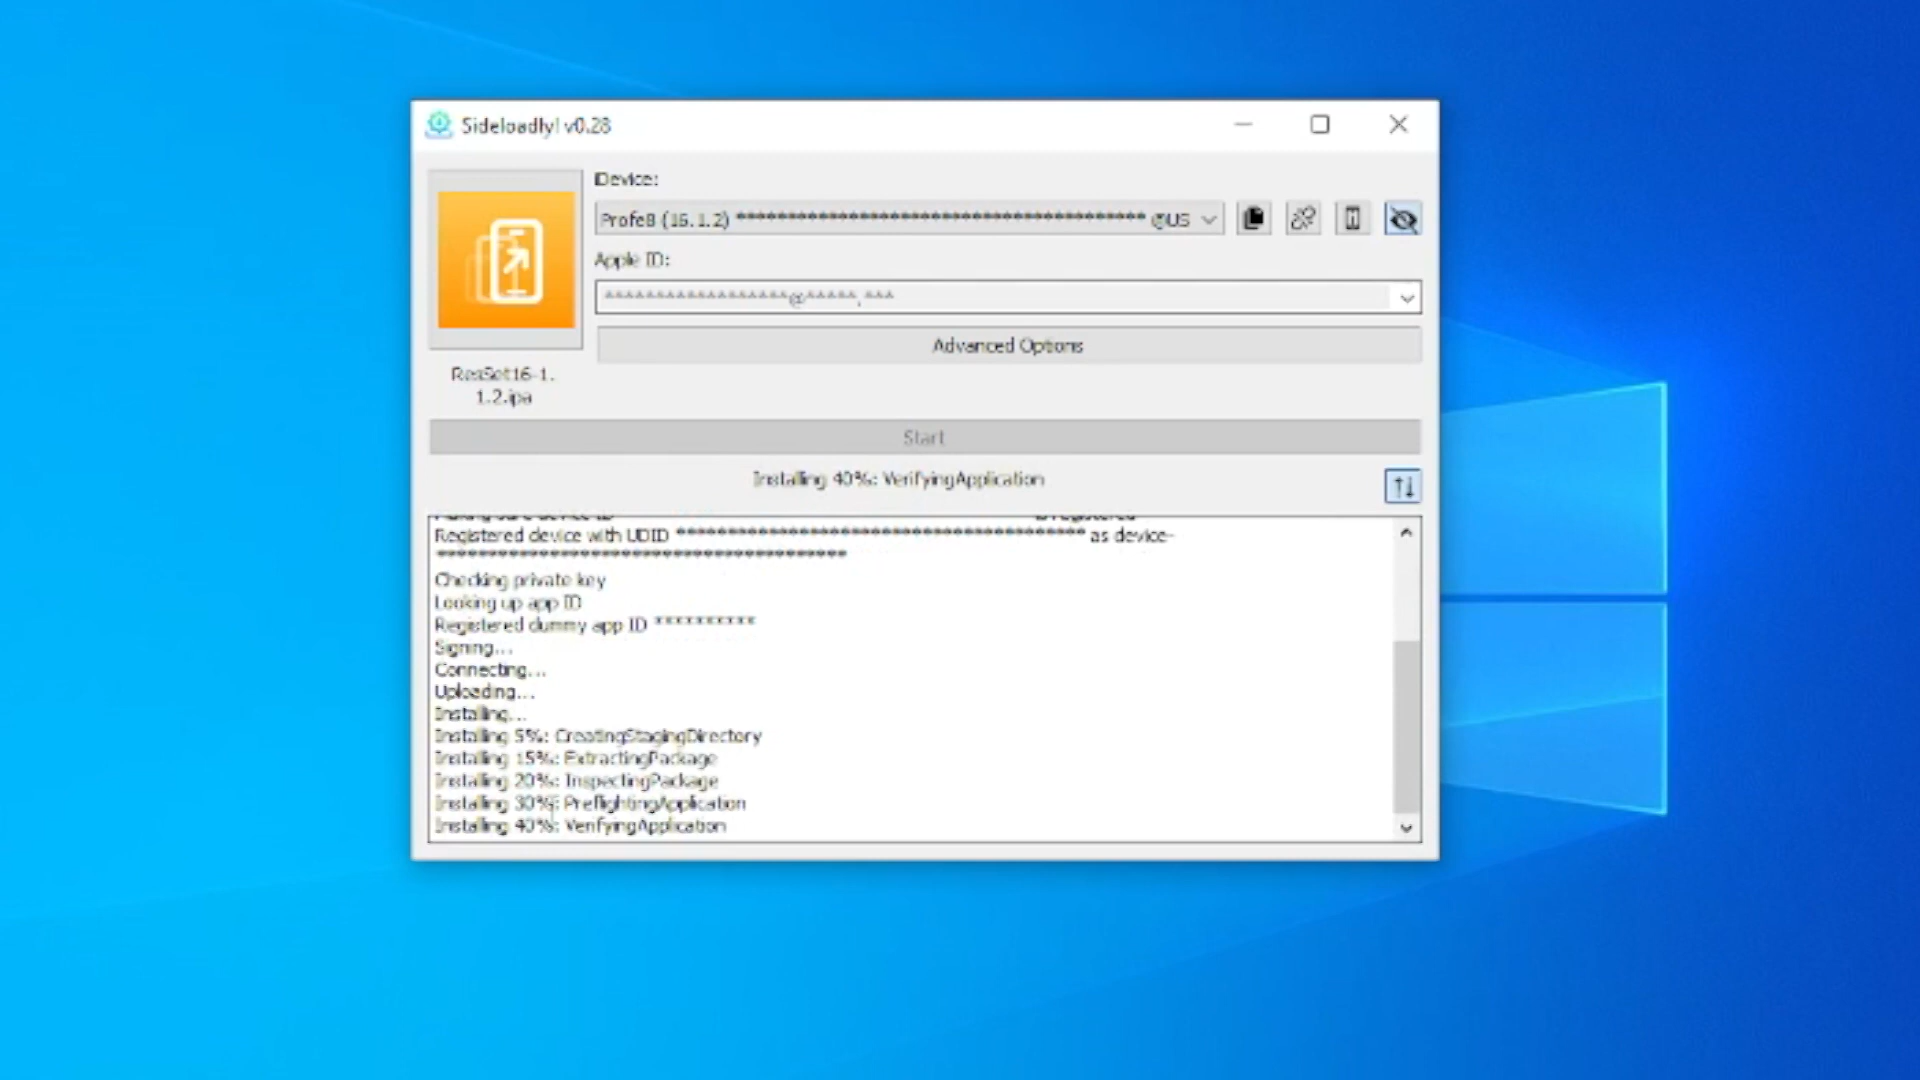 Sideloadly! v0.28
iDevice:
Profe8 (16.1.2) **************************************** @US
Apple ID:
******************@*****.***
Advanced Options
ResSet16-1.
1.2.ipa
Start
Installing 40%: VerifyingApplication
Registered device with UDID **************************************** as device-
****************************************
Checking private key
Looking up app ID
Registered dummy app ID **********
Signing...
Connecting...
Uploading...
Installing...
Installing 5%: CreatingStagingDirectory
Installing 15%: ExtractingPackage
Installing 20%: InspectingPackage
Installing 30%: PreflightingApplication
Installing 40%: VerifyingApplication